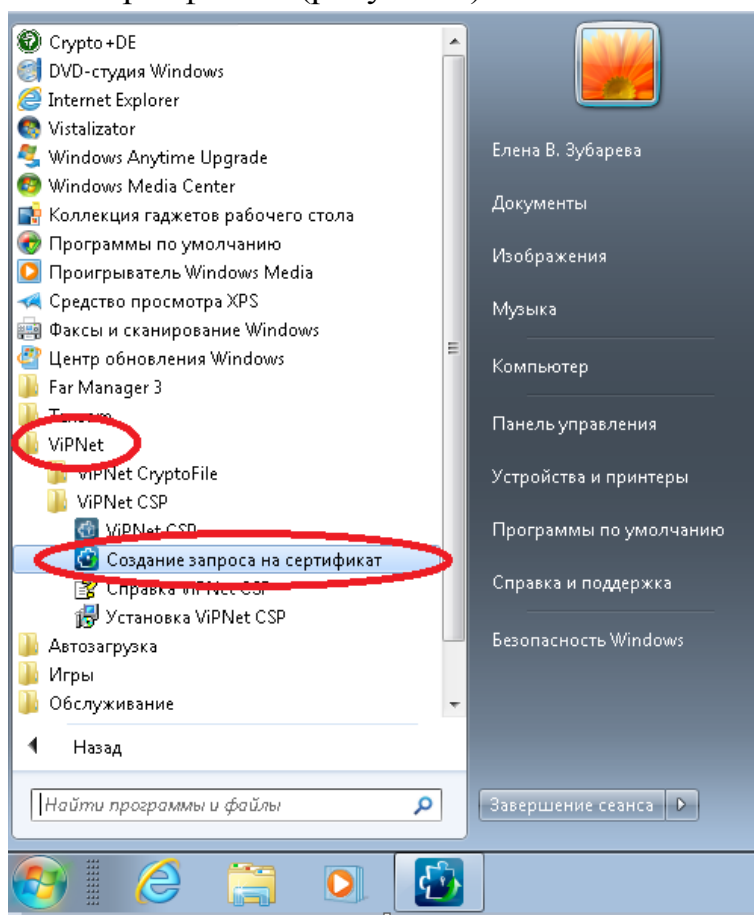 Crypto+DE
DVD-студия Windows
Internet Explorer
Vistalizator
Windows Anytime Upgrade
Windows Media Center
Коллекция гаджетов рабочего стола
Программы по умолчанию
Проигрыватель Windows Media
Средство просмотра XPS
Факсы и сканирование Windows
Центр обновления Windows
Far Manager 3
ViPNet
ViPNet CryptoFile
ViPNet CSP
ViPNet CSP
Создание запроса на сертификат
Справка ViPNet CSP
Установка ViPNet CSP
Автозагрузка
Игры
Обслуживание
Назад
Найти программы и файлы
Елена В. Зубарева
Документы
Изображения
Музыка
Компьютер
Панель управления
Устройства и принтеры
Программы по умолчанию
Справка и поддержка
Безопасность Windows
Завершение сеанса